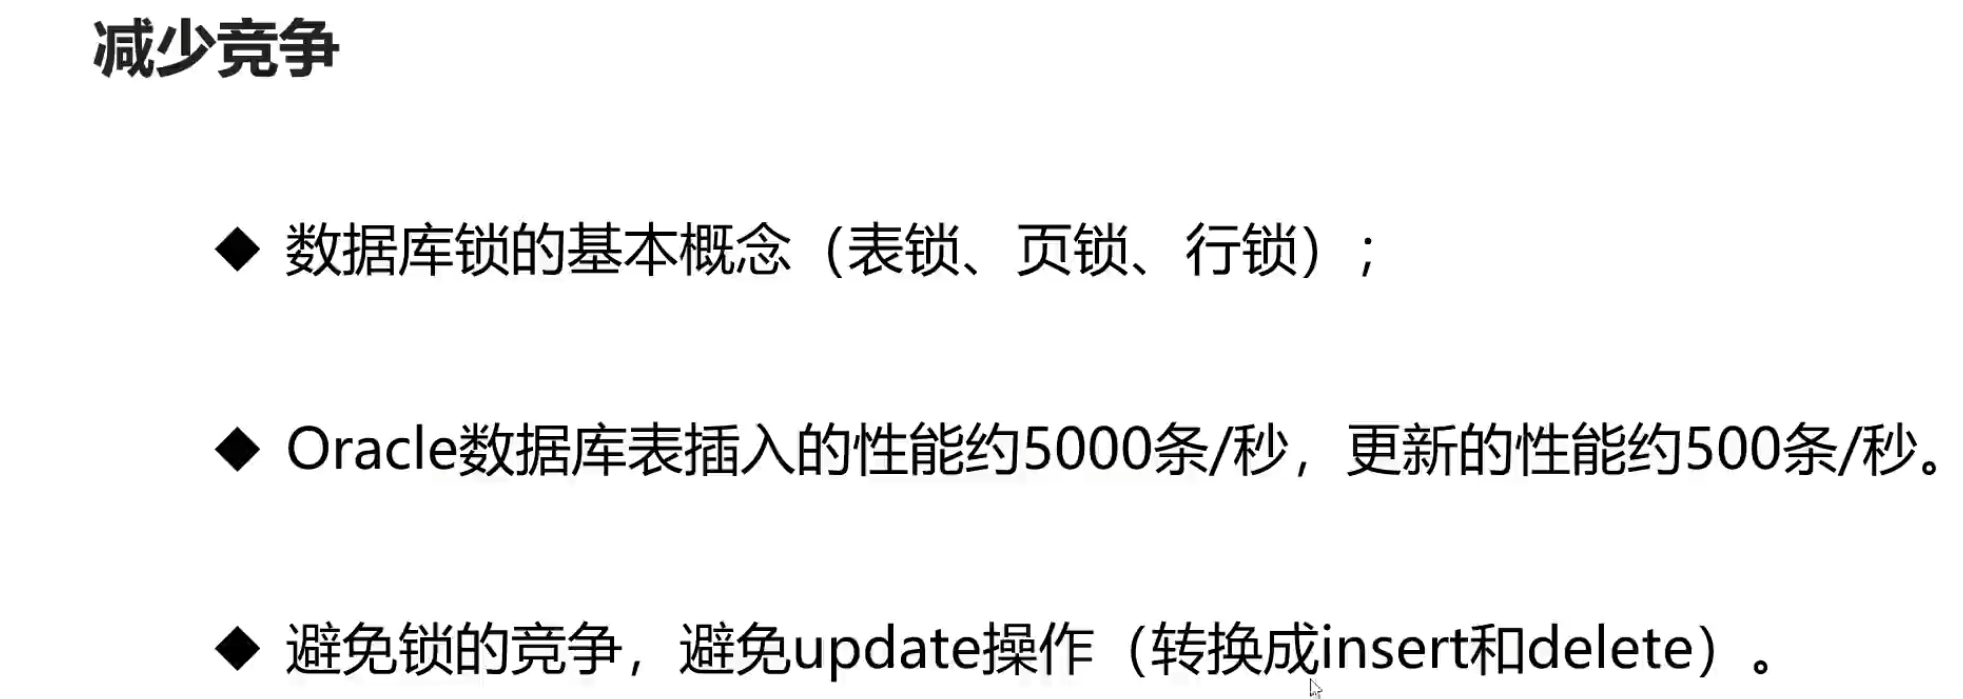 减少竞争
◆ 数据库锁的基本概念（表锁、页锁、行锁）；
◆ Oracle数据库表插入的性能约5000条/秒，更新的性能约500条/秒。
◆ 避免锁的竞争，避免update操作（转换成insert和delete）。